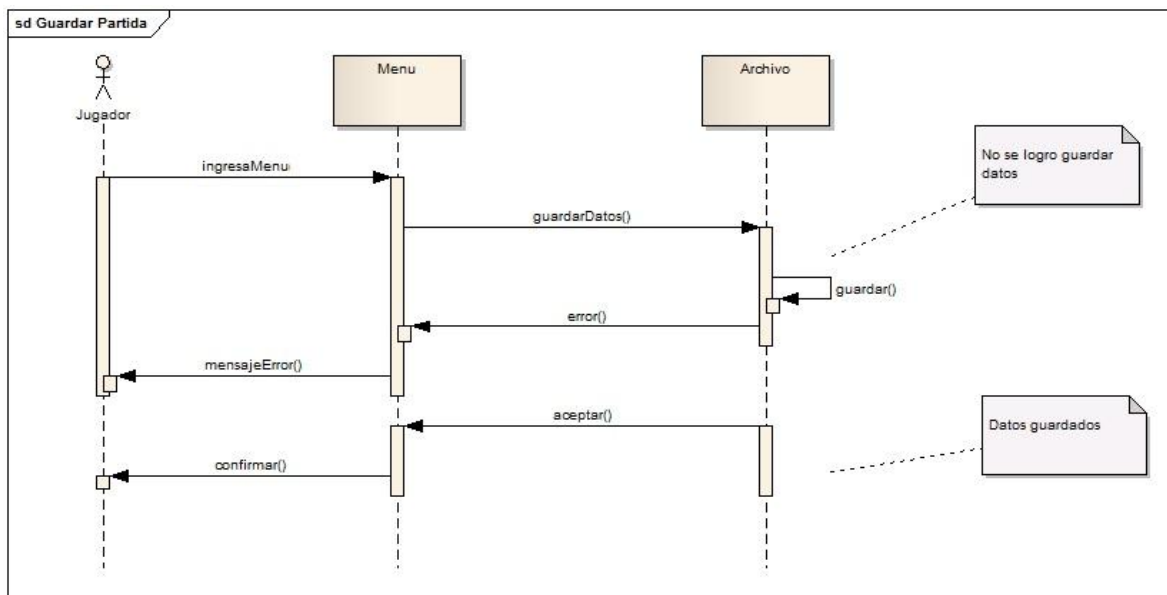 sd Guardar Partida
Jugador
Menu
Archivo
No se logro guardar
datos
ingresaMenu
guardarDatos()
guardar()
error()
mensajeError()
aceptar()
Datos guardados
confirmar()